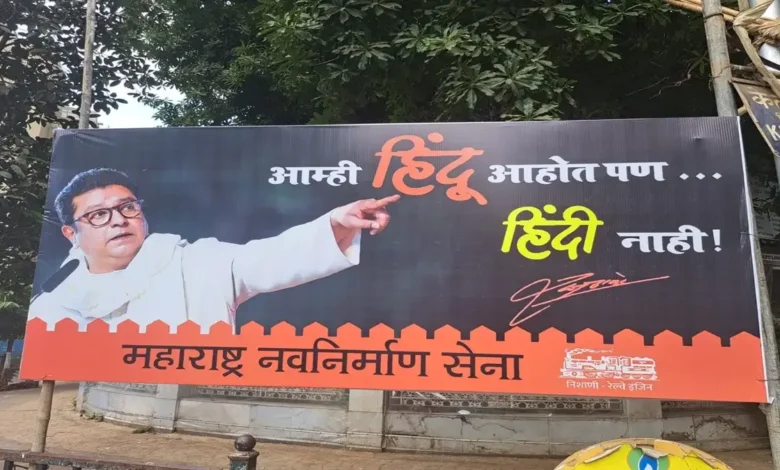 आम्ही हिंदू आहोत पण ...
हिंदी नाही!
महाराष्ट्र नवनिर्माण सेना
निशाणी - रेल्वे इंजिन